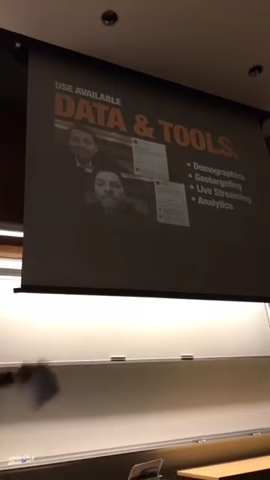 USE AVAILABLE
DATA & TOOLS.
• Demographics
• Geotargeting
• Live Streaming
• Analytics